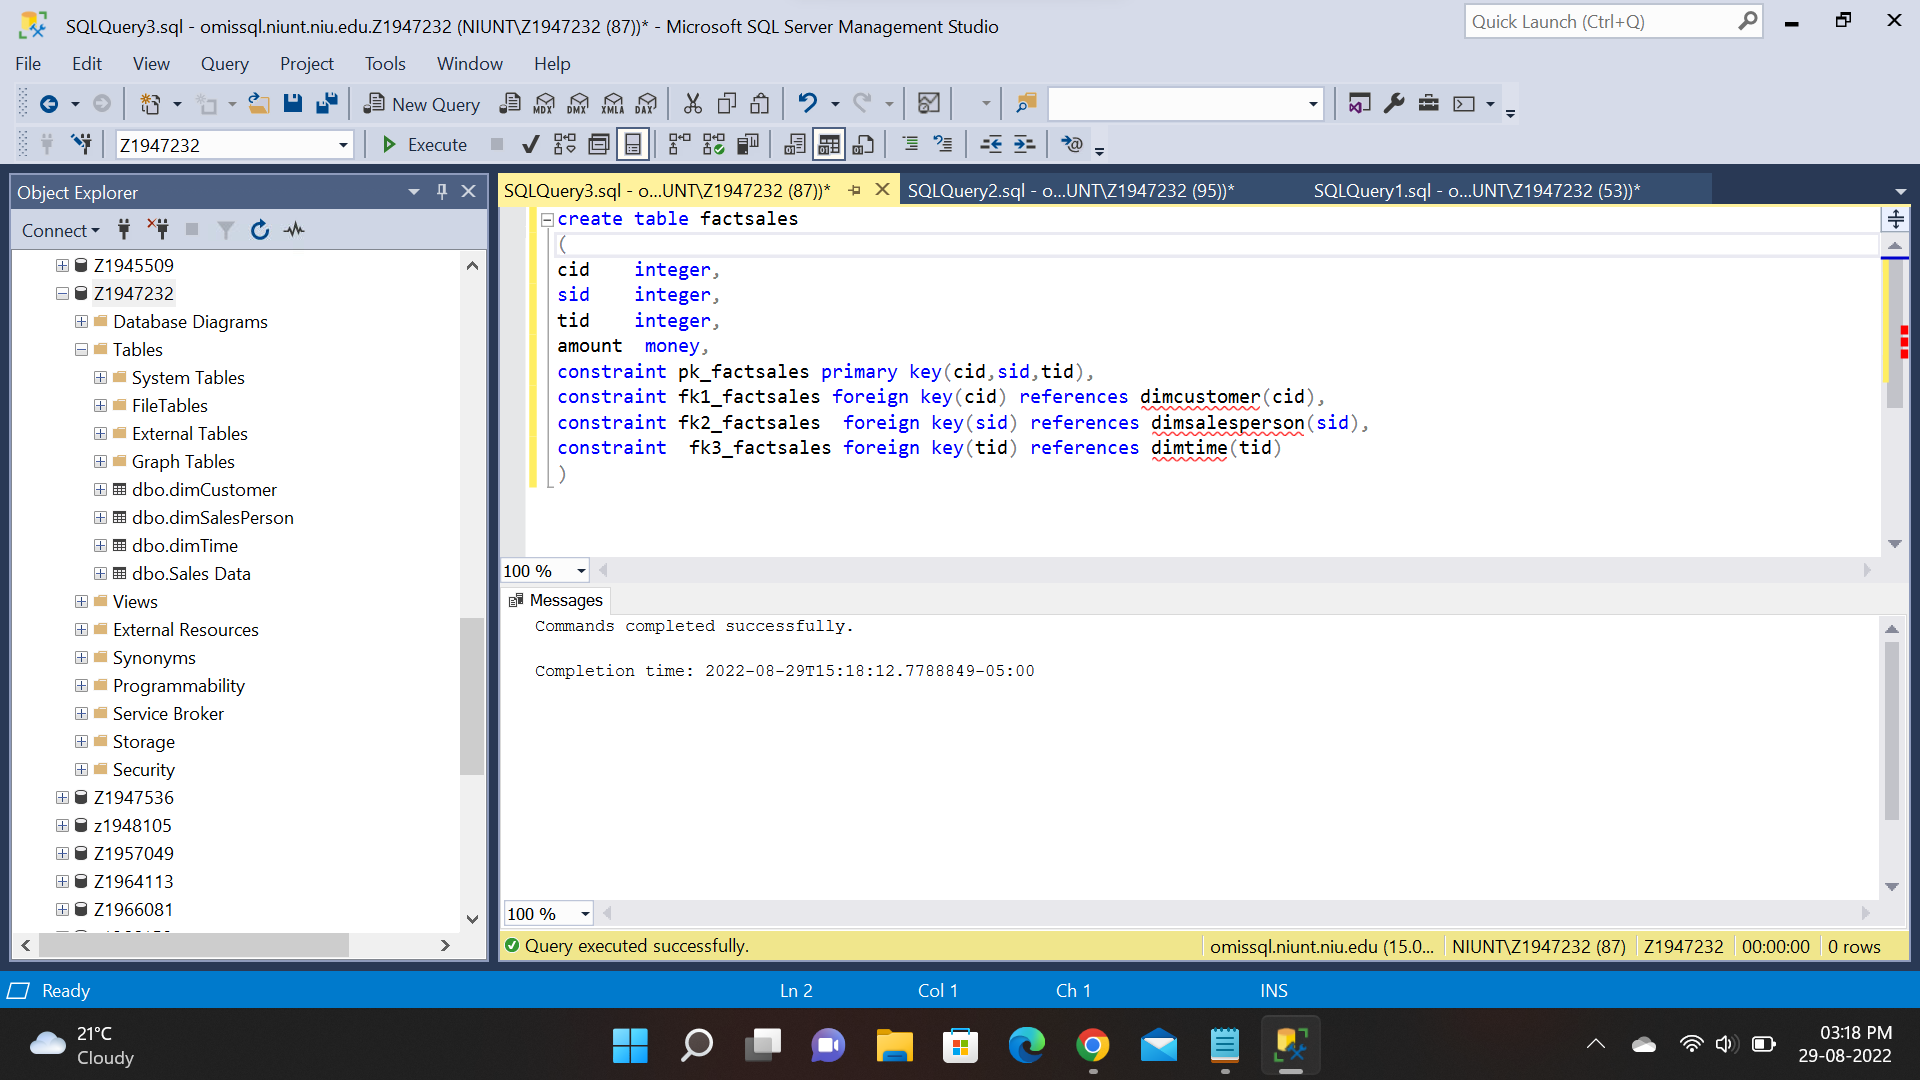 SQLQuery3.sql - omissql.niunt.niu.edu.Z1947232 (NIUNT\Z1947232 (87))* - Microsoft SQL Server Management Studio
Quick Launch (Ctrl+Q)
File Edit View Query Project Tools Window Help
New Query MDX DMX XMLA DAX
Z1947232 Execute
Object Explorer
Connect
Z1945509
Z1947232
Database Diagrams
Tables
System Tables
FileTables
External Tables
Graph Tables
dbo.dimCustomer
dbo.dimSalesPerson
dbo.dimTime
dbo.Sales Data
Views
External Resources
Synonyms
Programmability
Service Broker
Storage
Security
Z1947536
z1948105
Z1957049
Z1964113
Z1966081
SQLQuery3.sql - o...UNT\Z1947232 (87))* SQLQuery2.sql - o...UNT\Z1947232 (95))* SQLQuery1.sql - o...UNT\Z1947232 (53))*
create table factsales
(
cid integer,
sid integer,
tid integer,
amount money,
constraint pk_factsales primary key(cid,sid,tid),
constraint fk1_factsales foreign key(cid) references dimcustomer(cid),
constraint fk2_factsales foreign key(sid) references dimsalesperson(sid),
constraint fk3_factsales foreign key(tid) references dimtime(tid)
)
100 %
Messages
Commands completed successfully.
Completion time: 2022-08-29T15:18:12.7788849-05:00
100 %
Query executed successfully. omissql.niunt.niu.edu (15.0... NIUNT\Z1947232 (87) Z1947232 00:00:00 0 rows
Ready Ln 2 Col 1 Ch 1 INS
21°C
Cloudy
03:18 PM
29-08-2022